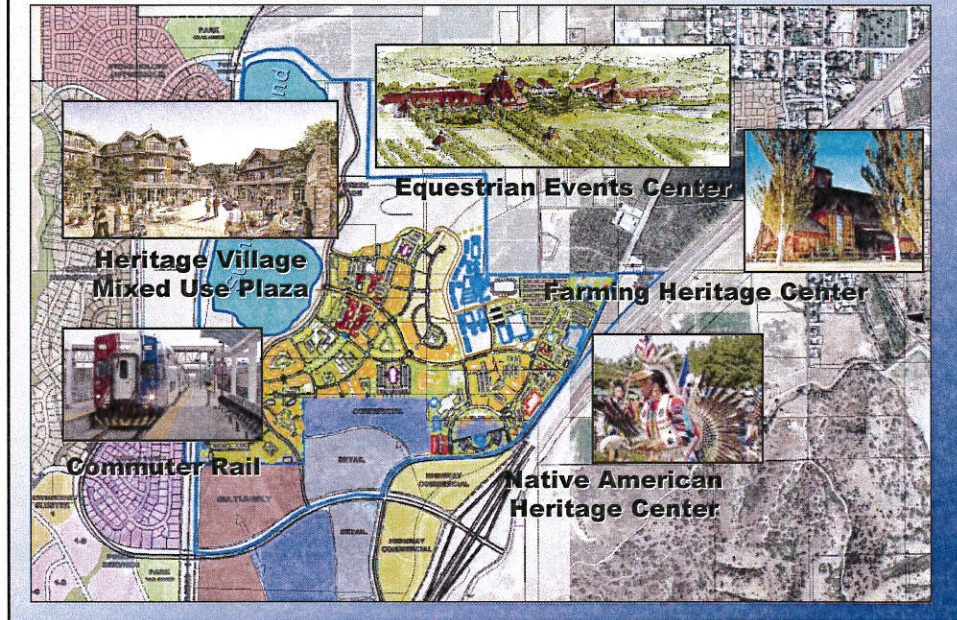 PARK
Equestrian Events Center
Heritage Village
Mixed Use Plaza
Farming Heritage Center
COMMERCIAL
Commuter Rail
RETAIL
HIGHWAY
COMMERCIAL
Native American
Heritage Center
MULTI-FAMILY
RETAIL
HIGHWAY
COMMERCIAL
PARK